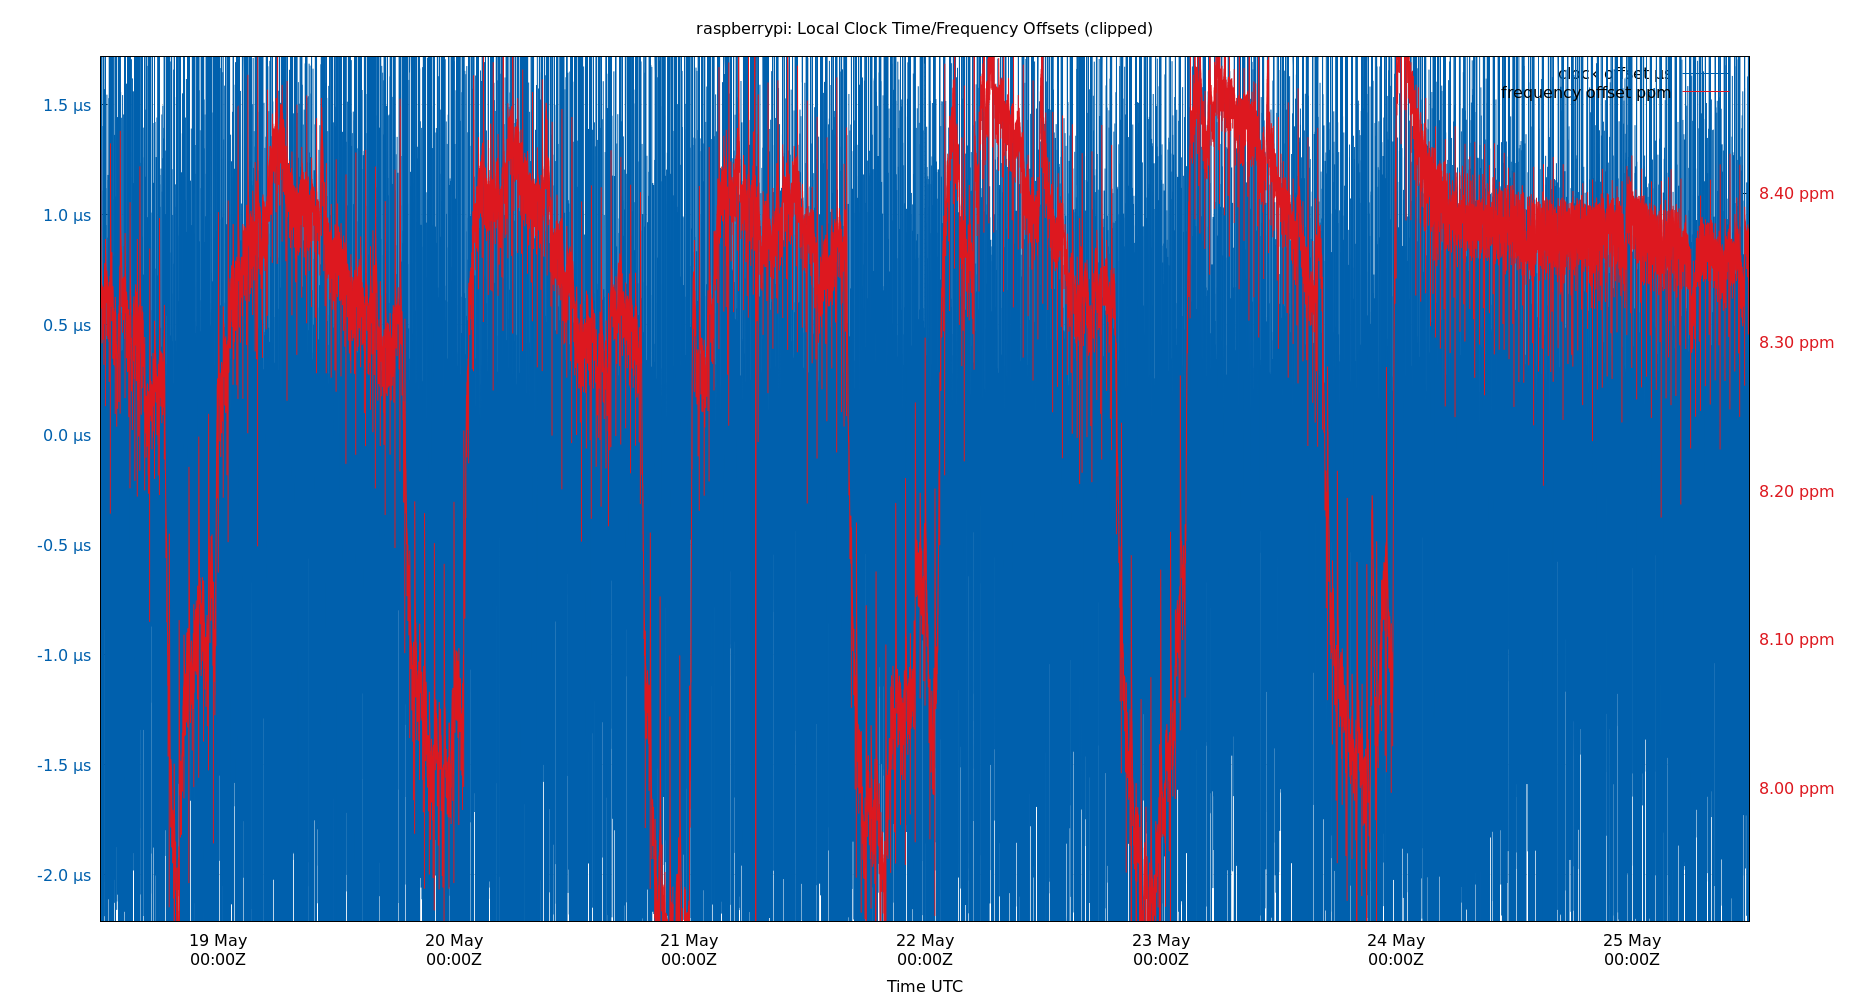 raspberrypi: Local Clock Time/Frequency Offsets (clipped)
clock offset µs
frequency offset ppm
1.5 µs
1.0 µs
0.5 µs
0.0 µs
-0.5 µs
-1.0 µs
-1.5 µs
-2.0 µs
8.40 ppm
8.30 ppm
8.20 ppm
8.10 ppm
8.00 ppm
19 May
00:00Z
20 May
00:00Z
21 May
00:00Z
22 May
00:00Z
23 May
00:00Z
24 May
00:00Z
25 May
00:00Z
Time UTC